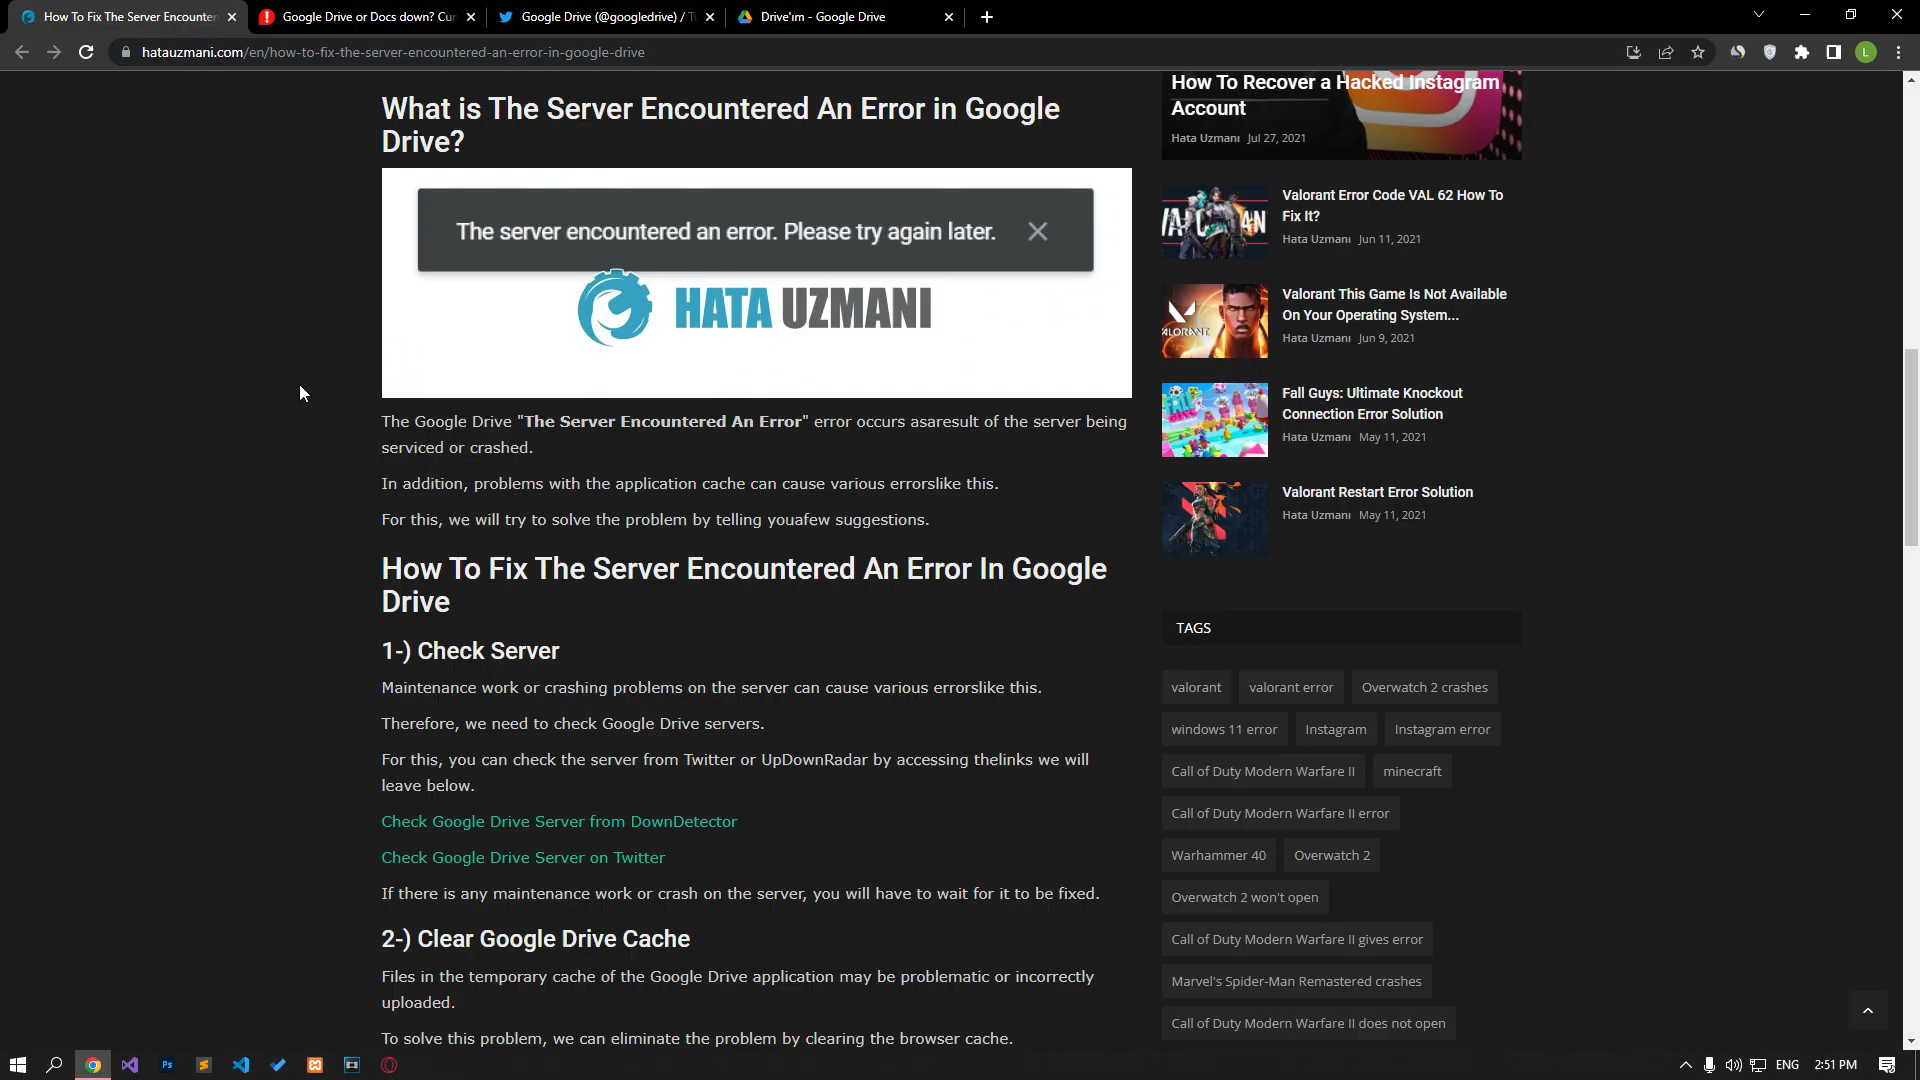 How To Fix The Server Encounter
Google Drive or Docs down? Cur
Google Drive (@googledrive) / T
Drive'ım - Google Drive
hatauzmani.com/en/how-to-fix-the-server-encountered-an-error-in-google-drive
L
What is The Server Encountered An Error in Google
Drive?
The server encountered an error. Please try again later.
HATA UZMANI
The Google Drive "The Server Encountered An Error" error occurs asaresult of the server being
serviced or crashed.
In addition, problems with the application cache can cause various errorslike this.
For this, we will try to solve the problem by telling youafew suggestions.
How To Fix The Server Encountered An Error In Google
Drive
1-) Check Server
Maintenance work or crashing problems on the server can cause various errorslike this.
Therefore, we need to check Google Drive servers.
For this, you can check the server from Twitter or UpDownRadar by accessing thelinks we will
leave below.
Check Google Drive Server from DownDetector
Check Google Drive Server on Twitter
If there is any maintenance work or crash on the server, you will have to wait for it to be fixed.
2-) Clear Google Drive Cache
Files in the temporary cache of the Google Drive application may be problematic or incorrectly
uploaded.
To solve this problem, we can eliminate the problem by clearing the browser cache.
How To Recover a Hacked Instagram
Account
Hata Uzmanı Jul 27, 2021
Valorant Error Code VAL 62 How To
Fix It?
Hata Uzmanı Jun 11, 2021
Valorant This Game Is Not Available
On Your Operating System...
Hata Uzmanı Jun 9, 2021
Fall Guys: Ultimate Knockout
Connection Error Solution
Hata Uzmanı May 11, 2021
Valorant Restart Error Solution
Hata Uzmanı May 11, 2021
TAGS
valorant
valorant error
Overwatch 2 crashes
windows 11 error
Instagram
Instagram error
Call of Duty Modern Warfare II
minecraft
Call of Duty Modern Warfare II error
Warhammer 40
Overwatch 2
Overwatch 2 won't open
Call of Duty Modern Warfare II gives error
Marvel's Spider-Man Remastered crashes
Call of Duty Modern Warfare II does not open
Ps
ENG
2:51 PM